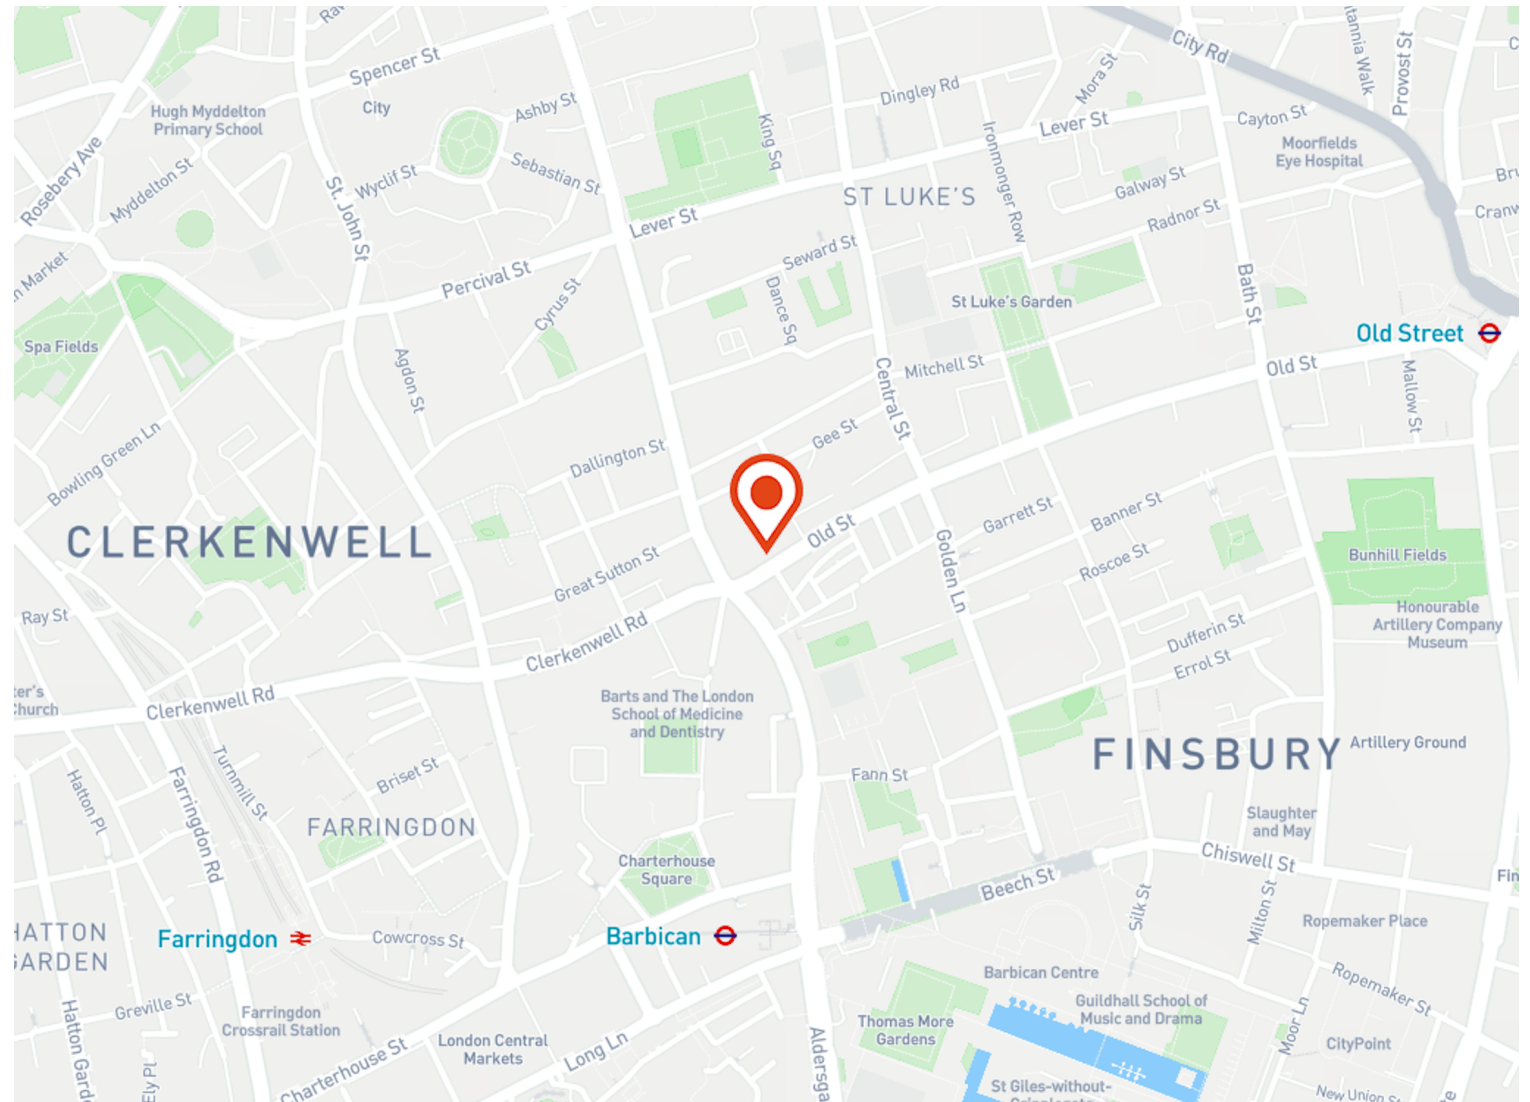 City Rd
Spencer St
City
Ashby St
Hugh Myddelton
Primary School
Dingley Rd
Mora St
Provost St
Lever St
Cayton St
Moorfields
Eye Hospital
King Sq
Ironmonger Row
Rosebery Ave
Myddelton St
Wyclif St
Sebastian St
Galway St
ST LUKE'S
St. John St
Lever St
Radnor St
Seward St
Percival St
Market
Cyrus St
Dance Sq
St Luke's Garden
Bath St
Old Street
Spa Fields
Agdon St
Mitchell St
Central St
Old St
Mallow St
Bowling Green Ln
Dallington St
Gee St
CLERKENWELL
Old St
Garrett St
Banner St
Golden Ln
Roscoe St
Bunhill Fields
Great Sutton St
Ray St
Honourable
Artillery Company
Museum
Clerkenwell Rd
Dufferin St
Errol St
Clerkenwell Rd
Barts and The London
School of Medicine
and Dentistry
FINSBURY
Artillery Ground
Hatton Pl
Turnmill St
Farringdon Rd
Briset St
Fann St
FARRINGDON
Slaughter
and May
Charterhouse
Square
Chiswell St
Beech St
Silk St
Milton St
Ropemaker Place
Farringdon
Cowcross St
Barbican
Barbican Centre
Ropemaker St
Greville St
Farringdon
Crossrail Station
Guildhall School of
Music and Drama
Thomas More
Gardens
Moor Ln
CityPoint
London Central
Markets
Long Ln
Charterhouse St
Ely Pl
St Giles-without-
New Union St